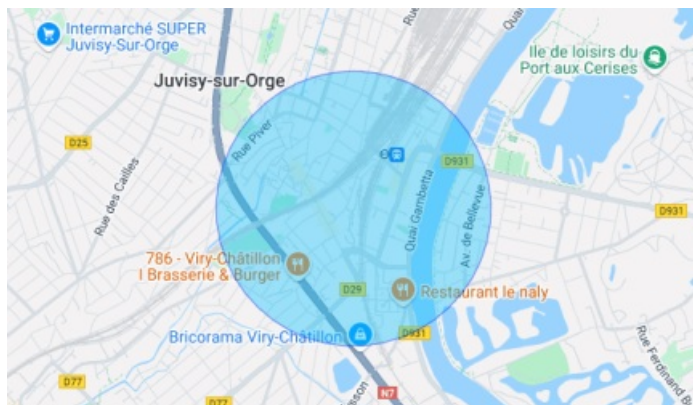 Intermarché SUPER
Juvisy-Sur-Orge
Juvisy-sur-Orge
Ile de loisirs du
Port aux Cerises
D25
Rue Piver
Rue des Cailles
D931
D931
Quai Gambetta
Av. de Bellevue
786 - Viry-Châtillon
| Brasserie & Burger
D29
Restaurant le naly
Bricorama Viry-Châtillon
D931
D77
N7
D77